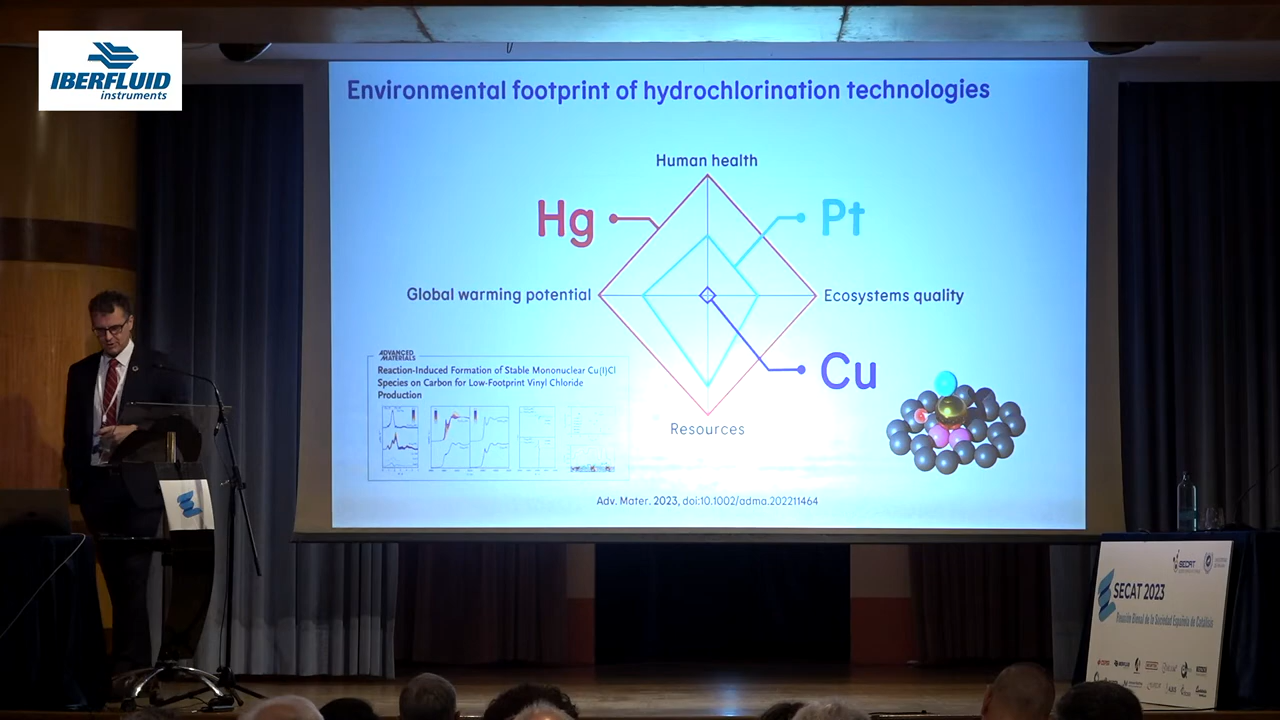 IBERFLUID
instruments
Environmental footprint of hydrochlorination technologies
Human health
Hg
Pt
Global warming potential
Ecosystems quality
Cu
Resources
ADVANCED
MATERIALS
Reaction-Induced Formation of Stable Mononuclear Cu(I)Cl
Species on Carbon for Low-Footprint Vinyl Chloride
Production
Adv. Mater. 2023, doi:10.1002/adma.202211464
SECAT
SECAT 2023
Reunión Bienal de la Sociedad Española de Catálisis